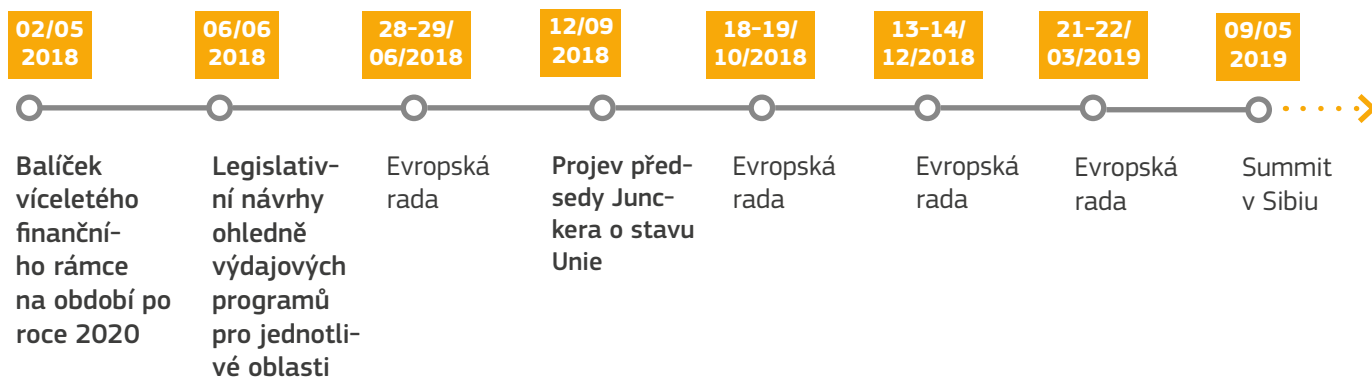 02/05
2018
06/06
2018
28-29/
06/2018
12/09
2018
18-19/
10/2018
13-14/
12/2018
21-22/
03/2019
09/05
2019
Balíček
víceletého
finanční-
ho rámce
na období po
roce 2020
Legislativ-
ní návrhy
ohledně
výdajových
programů
pro jednotli-
vé oblasti
Evropská
rada
Projev před-
sedy Junc-
kera o stavu
Unie
Evropská
rada
Evropská
rada
Evropská
rada
Summit
v Sibiu